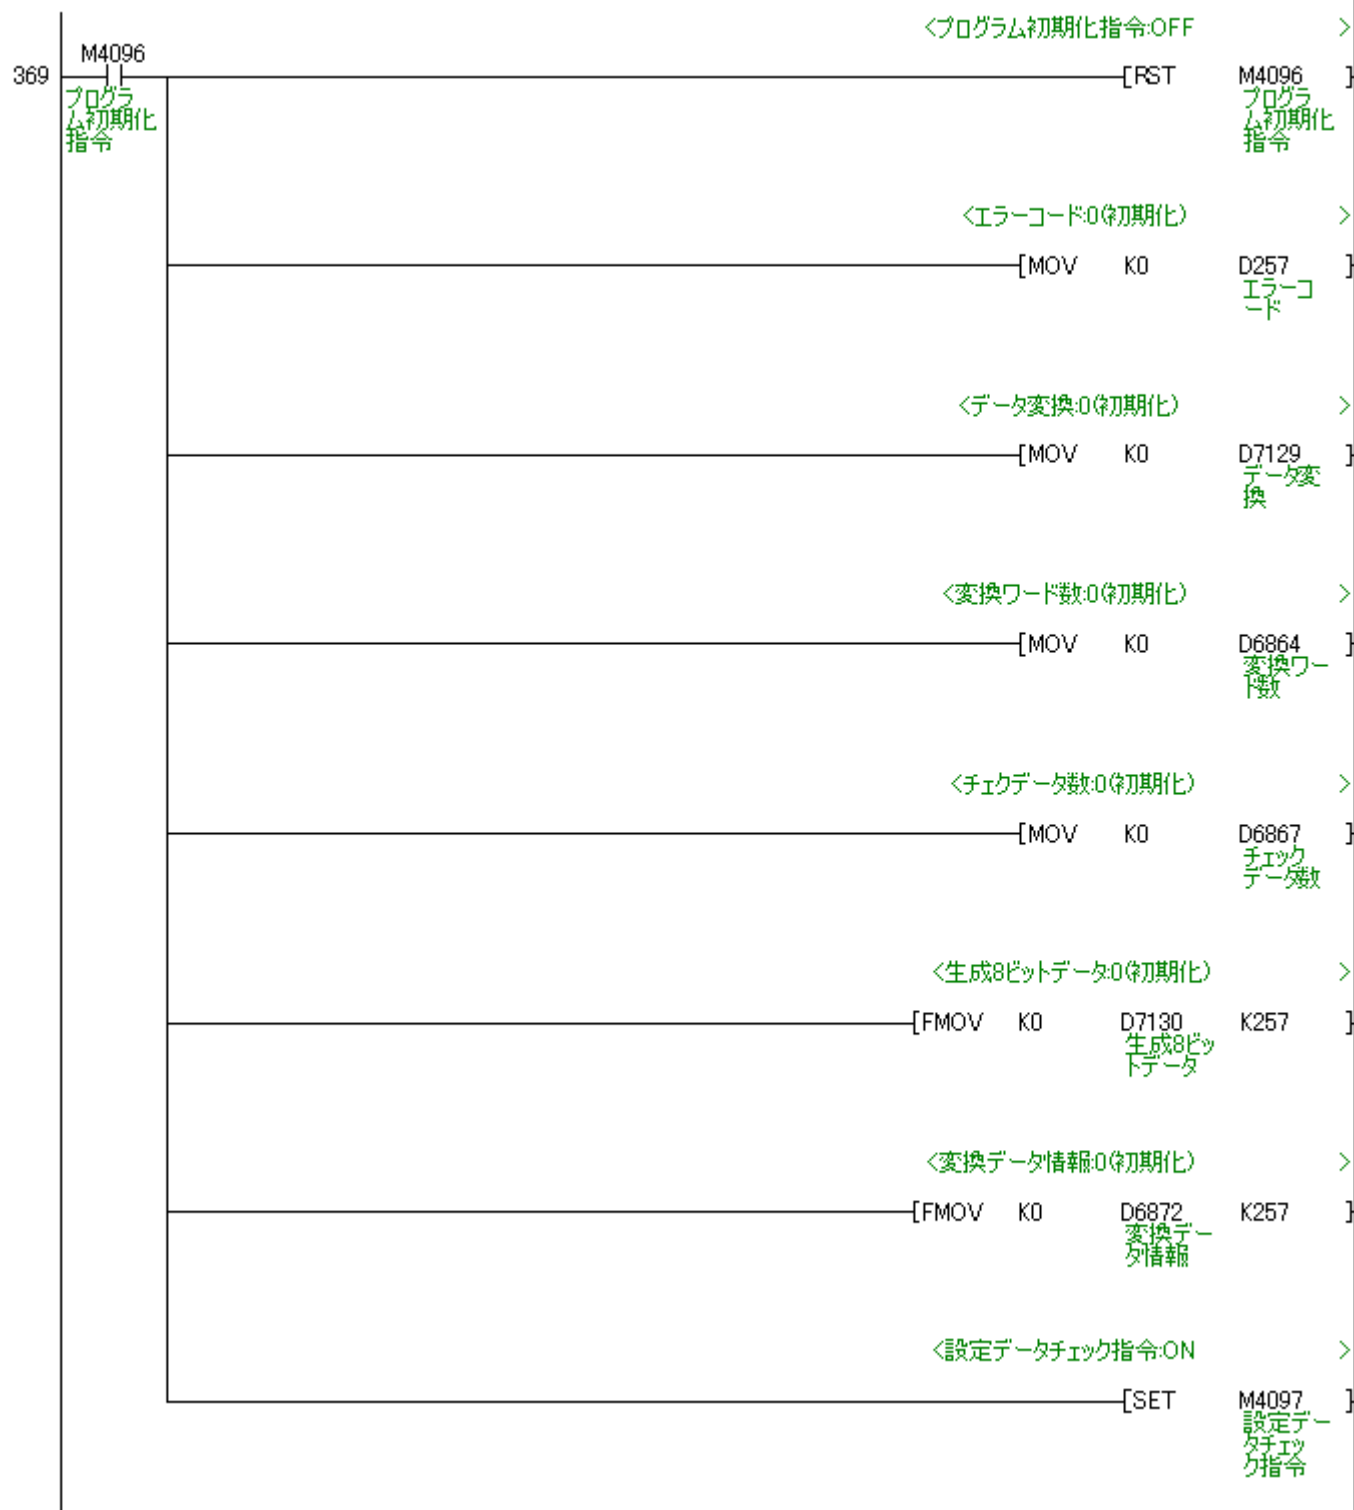 <プログラム初期化指令:OFF >
M4096
369
[RST M4096 ]
プログラ
ム初期化
指令
プログラ
ム初期化
指令
<エラーコード:0(初期化) >
[MOV K0 D257 ]
エラーコ
ード
<データ変換:0(初期化) >
[MOV K0 D7129 ]
データ変
換
<変換ワード数:0(初期化) >
[MOV K0 D6864 ]
変換ワー
ド数
<チェクデータ数:0(初期化) >
[MOV K0 D6867 ]
チェック
データ数
<生成8ビットデータ:0(初期化) >
[FMOV K0 D7130 K257 ]
生成8ビッ
トデータ
<変換データ情報:0(初期化) >
[FMOV K0 D6872 K257 ]
変換デー
タ情報
<設定データチェック指令:ON >
[SET M4097 ]
設定デー
タチェッ
ク指令